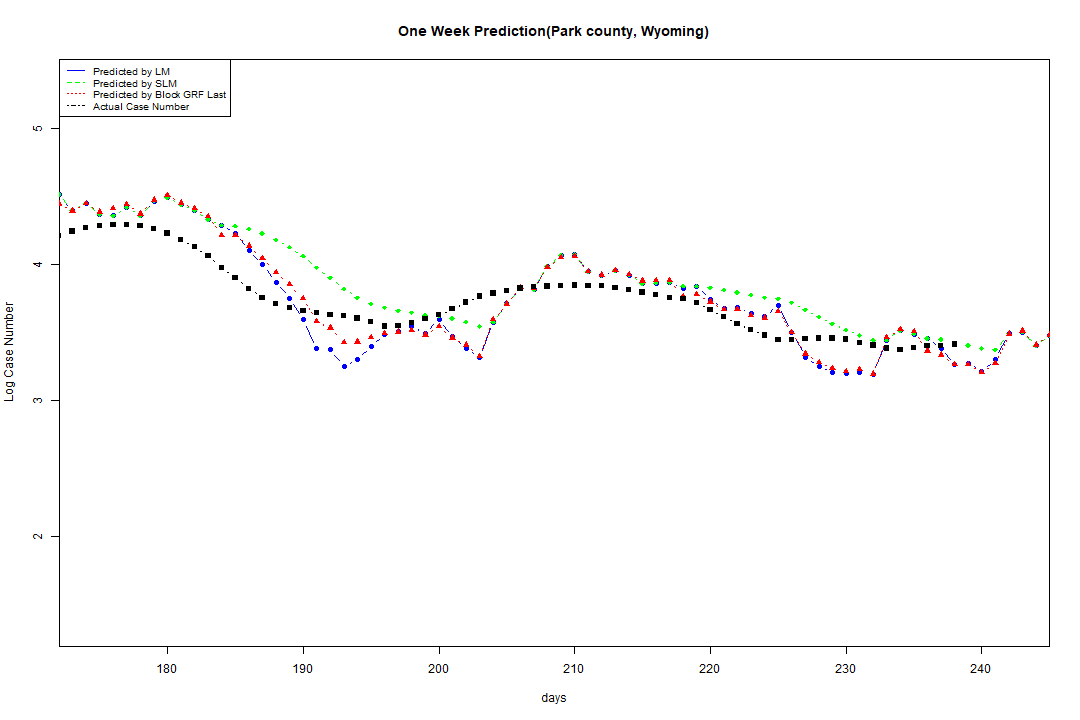 One Week Prediction(Park county, Wyoming)
Predicted by LM
Predicted by SLM
Predicted by Block GRF Last
Actual Case Number
5
4
3
2
Log Case Number
180 190 200 210 220 230 240
days